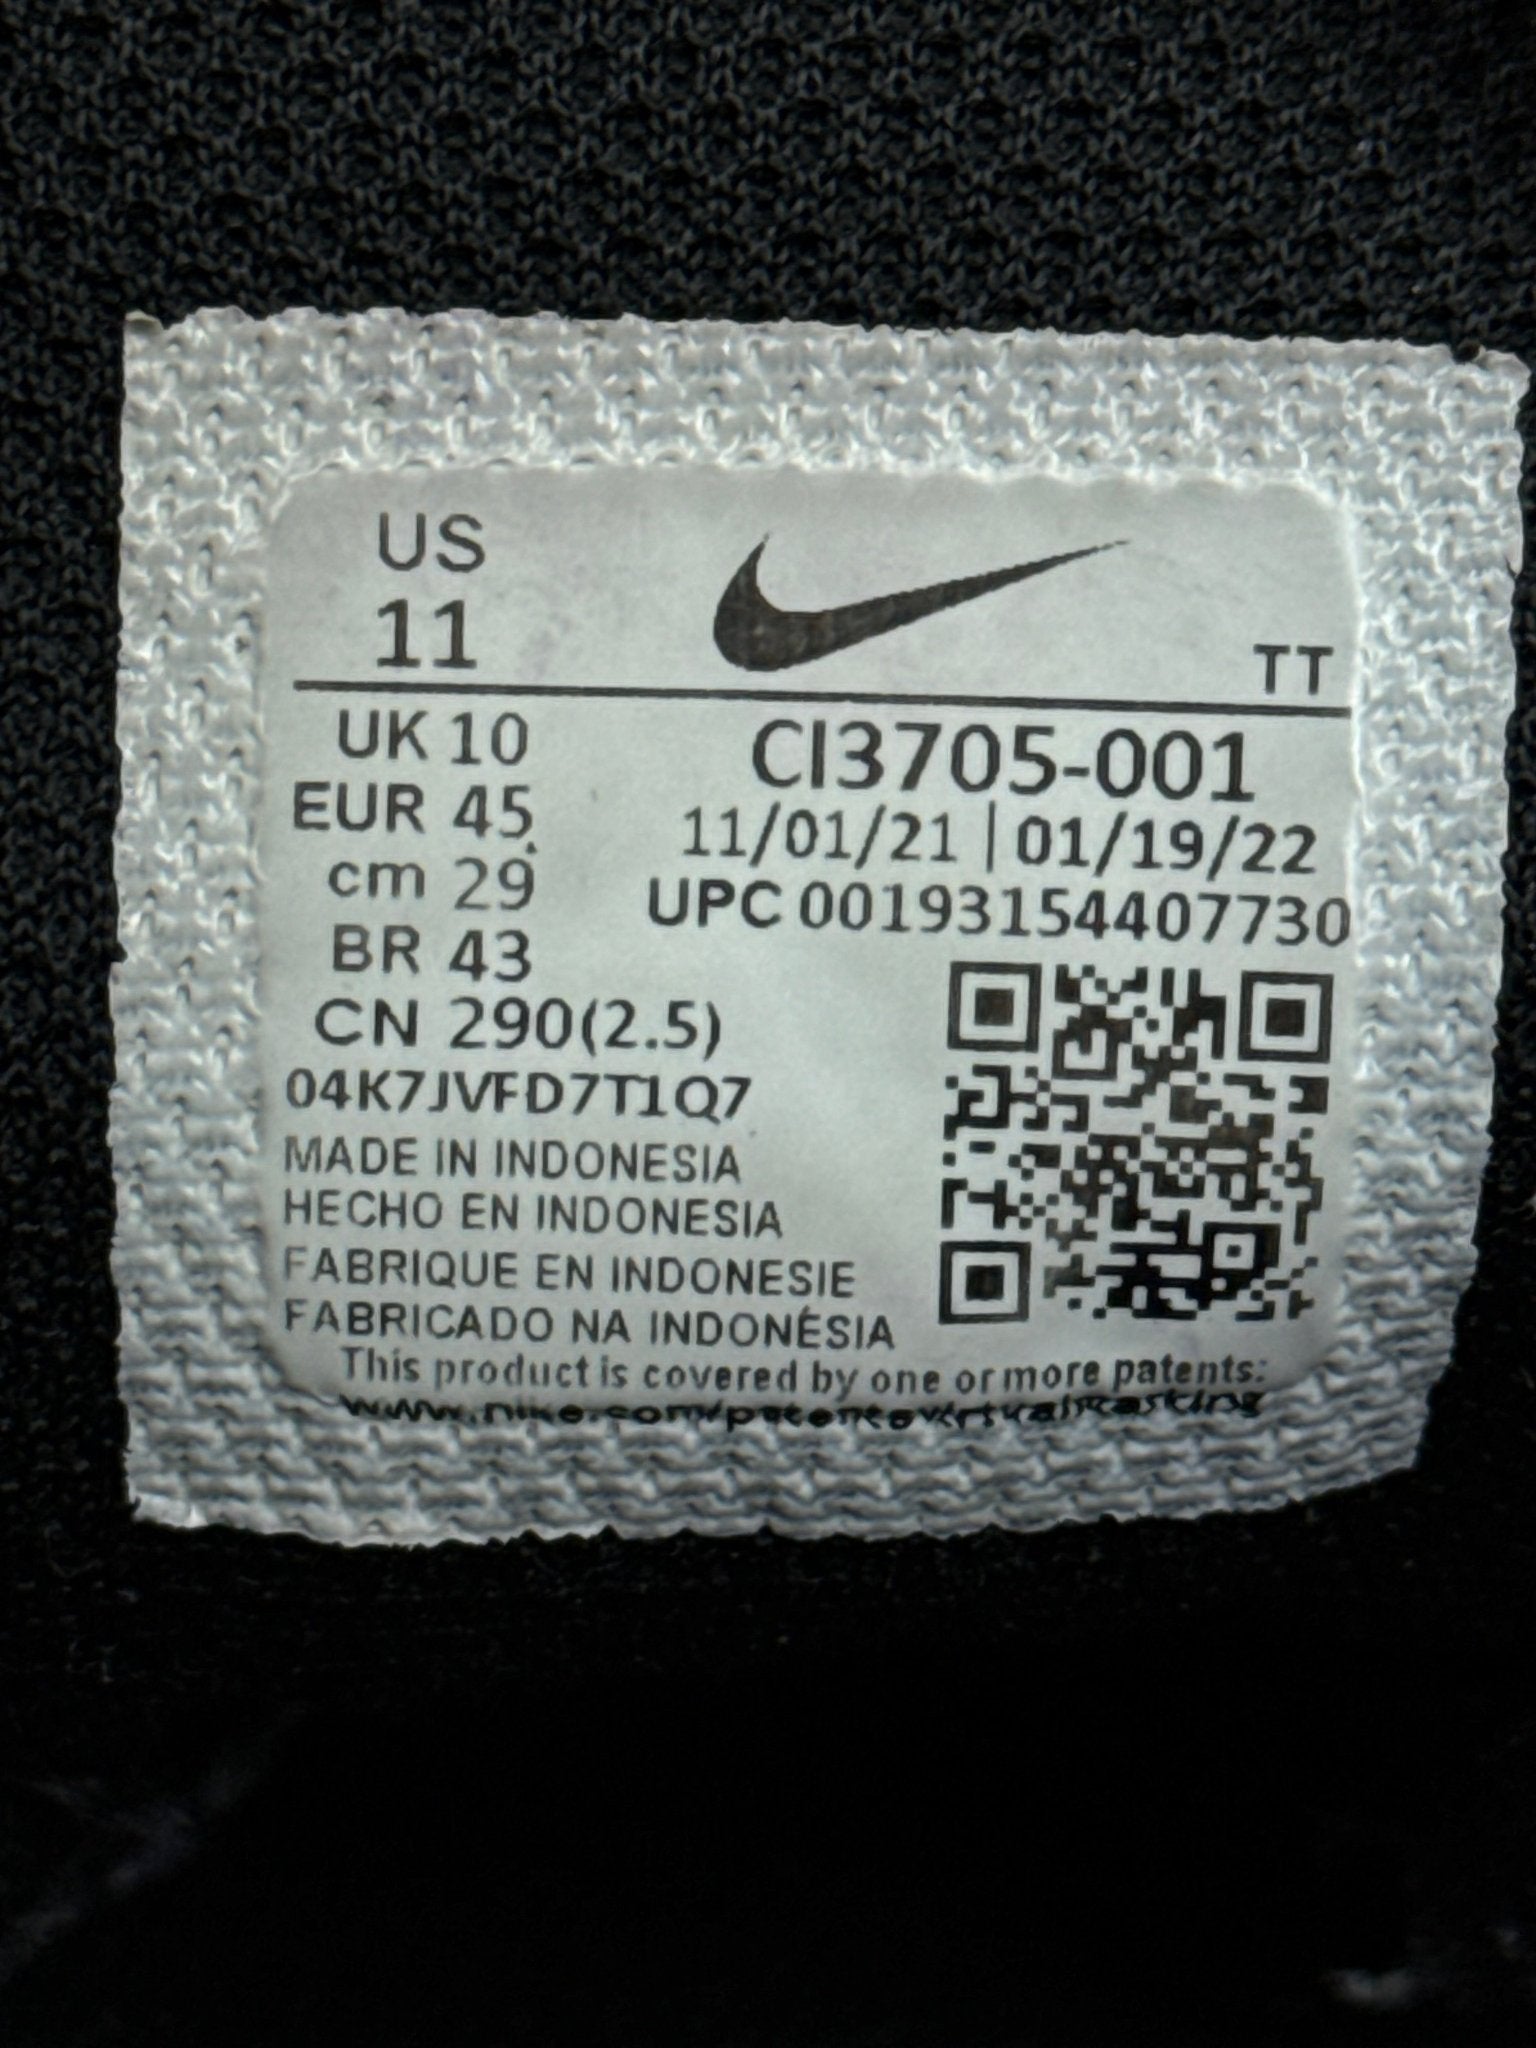 US
11
TT
UK 10
EUR 45
cm 29
BR 43
CN 290(2.5)
CI3705-001
11/01/21 | 01/19/22
UPC 00193154407730
04K7JVFD7T1Q7
MADE IN INDONESIA
HECHO EN INDONESIA
FABRIQUE EN INDONESIE
FABRICADO NA INDONÉSIA
This product is covered by one or more patents: